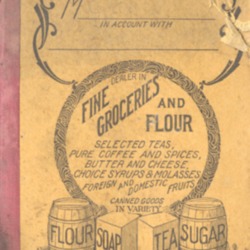 M
IN ACCOUNT WITH
DEALER IN
FINE
GROCERIES
AND
FLOUR
SELECTED TEAS,
PURE COFFEE AND SPICES,
BUTTER AND CHEESE,
CHOICE SYRUPS & MOLASSES,
FOREIGN AND DOMESTIC FRUITS,
CANNED GOODS
IN VARIETY.
FLOUR SOAP TEA SUGAR